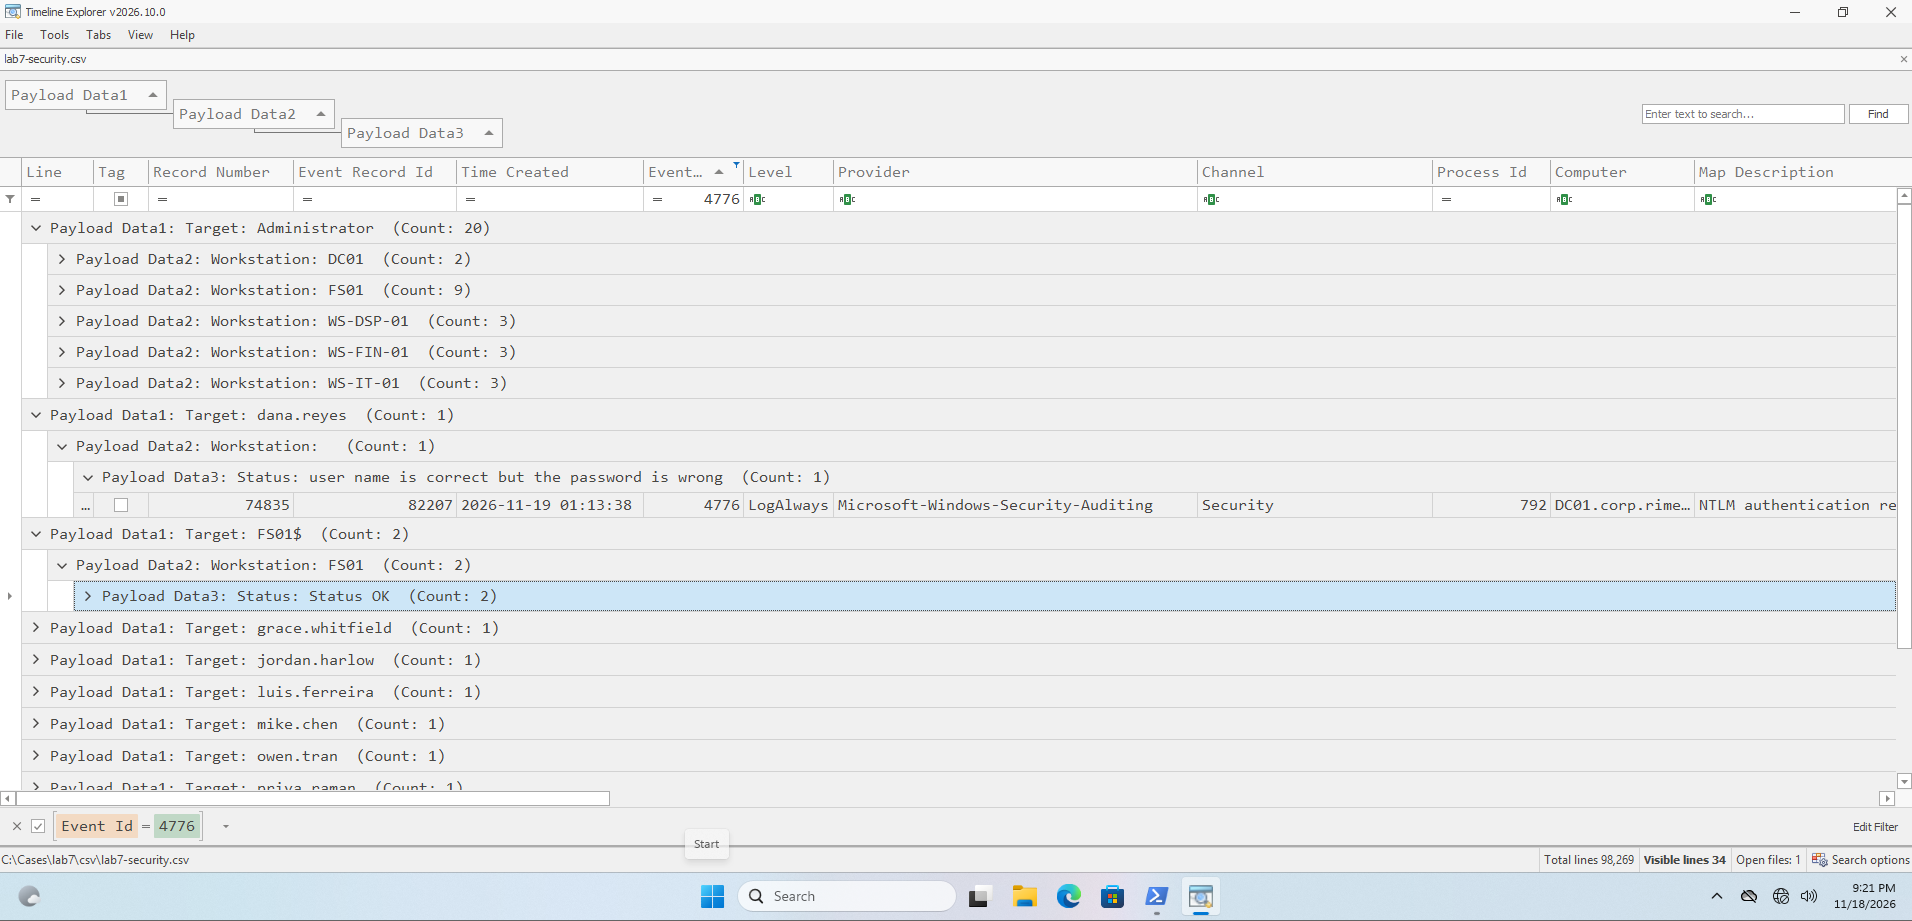 Timeline Explorer v2026.10.0
File Tools Tabs View Help
lab7-security.csv
Payload Data1
Payload Data2
Payload Data3
Enter text to search...
Find
Line Tag Record Number Event Record Id Time Created Event... Level Provider Channel Process Id Computer Map Description
= = = = = 4776 =
Payload Data1: Target: Administrator (Count: 20)
Payload Data2: Workstation: DC01 (Count: 2)
Payload Data2: Workstation: FS01 (Count: 9)
Payload Data2: Workstation: WS-DSP-01 (Count: 3)
Payload Data2: Workstation: WS-FIN-01 (Count: 3)
Payload Data2: Workstation: WS-IT-01 (Count: 3)
Payload Data1: Target: dana.reyes (Count: 1)
Payload Data2: Workstation: (Count: 1)
Payload Data3: Status: user name is correct but the password is wrong (Count: 1)
... 74835 82207 2026-11-19 01:13:38 4776 LogAlways Microsoft-Windows-Security-Auditing Security 792 DC01.corp.rime... NTLM authentication re
Payload Data1: Target: FS01$ (Count: 2)
Payload Data2: Workstation: FS01 (Count: 2)
Payload Data3: Status: Status OK (Count: 2)
Payload Data1: Target: grace.whitfield (Count: 1)
Payload Data1: Target: jordan.harlow (Count: 1)
Payload Data1: Target: luis.ferreira (Count: 1)
Payload Data1: Target: mike.chen (Count: 1)
Payload Data1: Target: owen.tran (Count: 1)
Payload Data1: Target: priya.raman (Count: 1)
Event Id = 4776
Edit Filter
Start
C:\Cases\lab7\csv\lab7-security.csv
Total lines 98,269 Visible lines 34 Open files: 1 Search options
Search
9:21 PM
11/18/2026